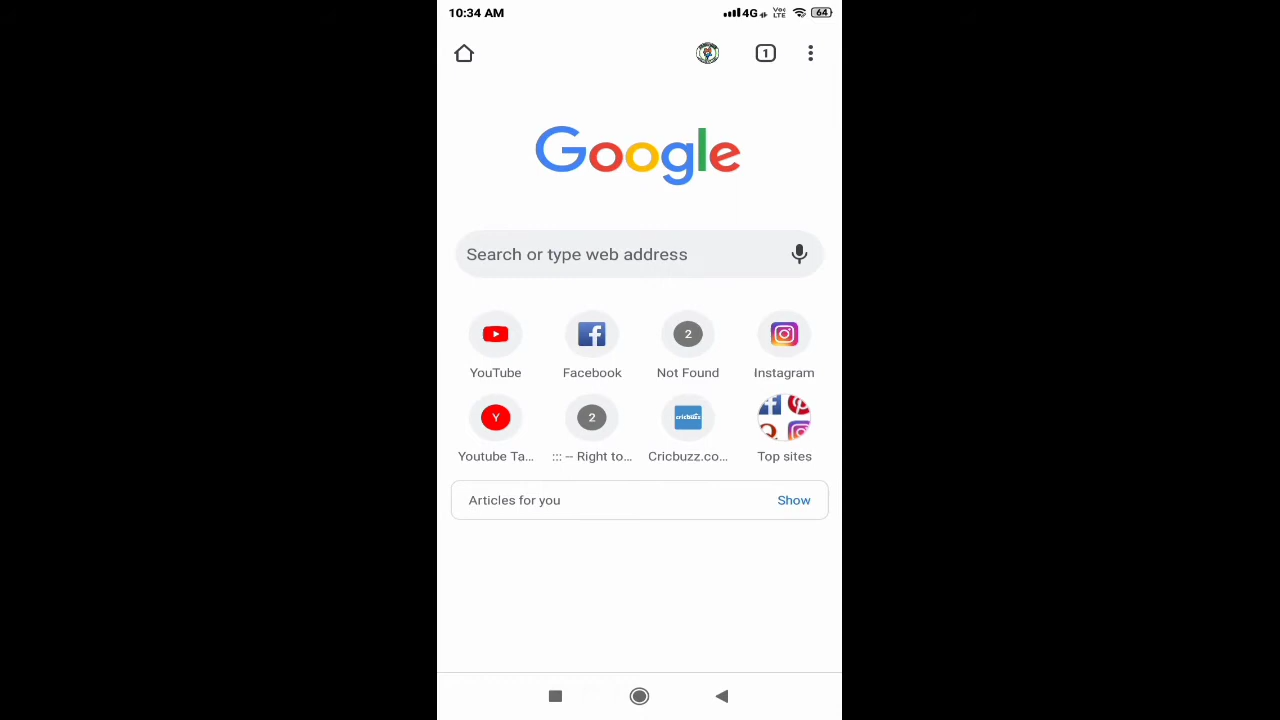 10:34 AM 4G Vo LTE 64
1
Google
Search or type web address
2
YouTube Facebook Not Found Instagram
Y 2 cricbuzz
Youtube Ta... ::: -- Right to... Cricbuzz.co... Top sites
Articles for you Show